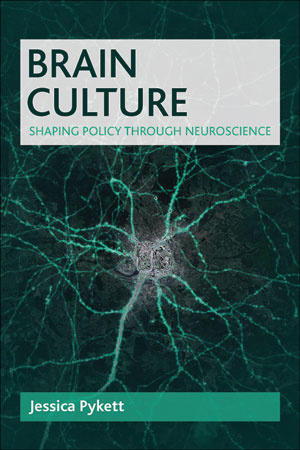 BRAIN
CULTURE
SHAPING POLICY THROUGH NEUROSCIENCE
Jessica Pykett